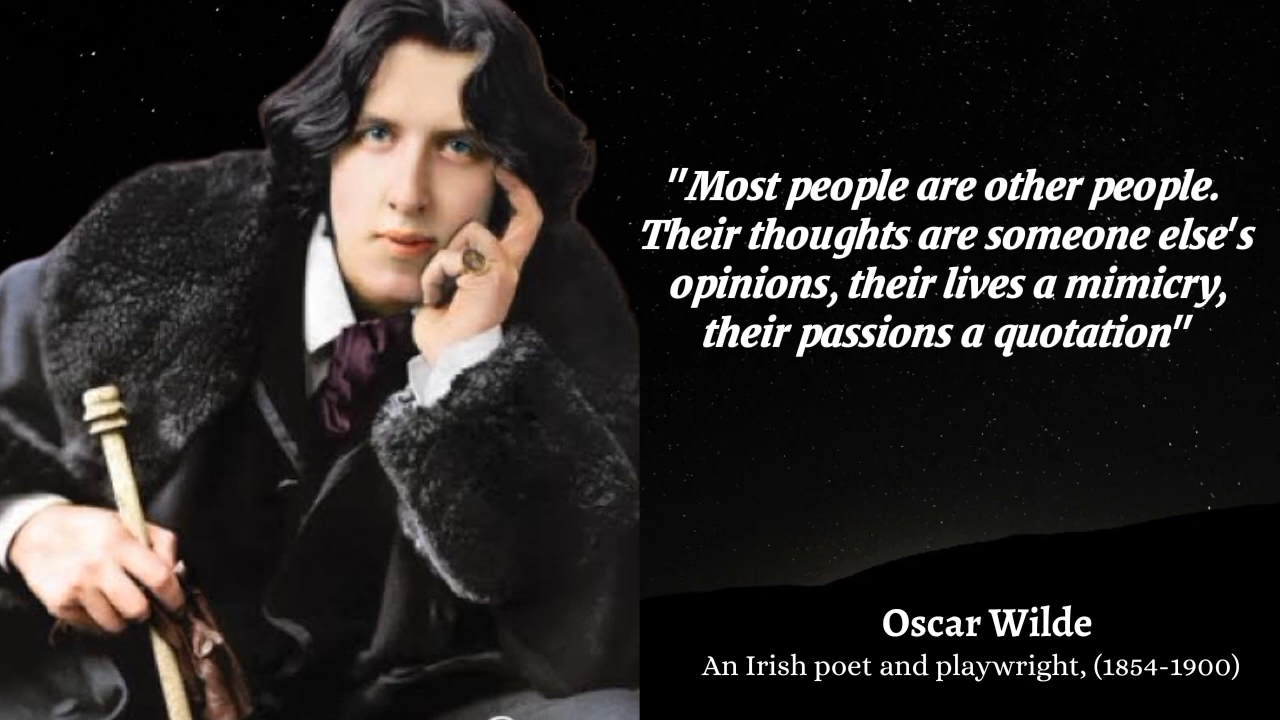 "Most people are other people.
Their thoughts are someone else's
opinions, their lives a mimicry,
their passions a quotation"
Oscar Wilde
An Irish poet and playwright, (1854-1900)